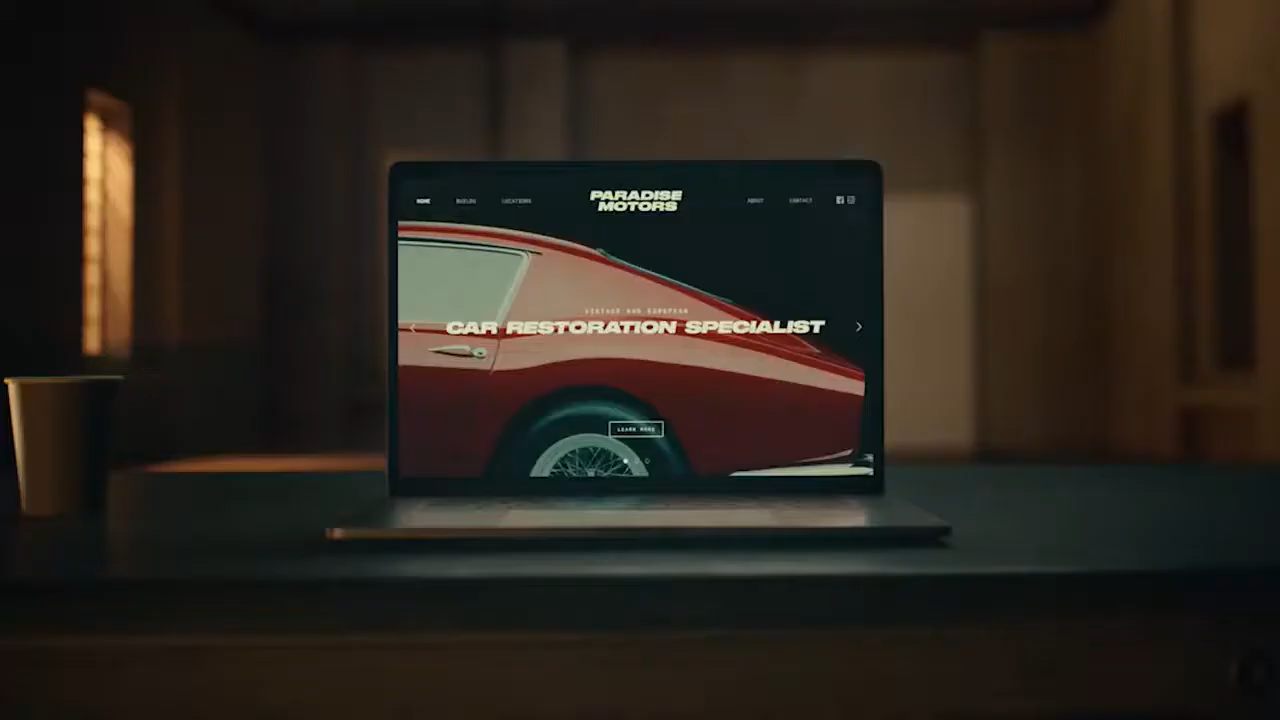 HOME BUILDS LOCATIONS
PARADISE
MOTORS
ABOUT CONTACT
VINTAGE AND EUROPEAN
CAR RESTORATION SPECIALIST
LEARN MORE